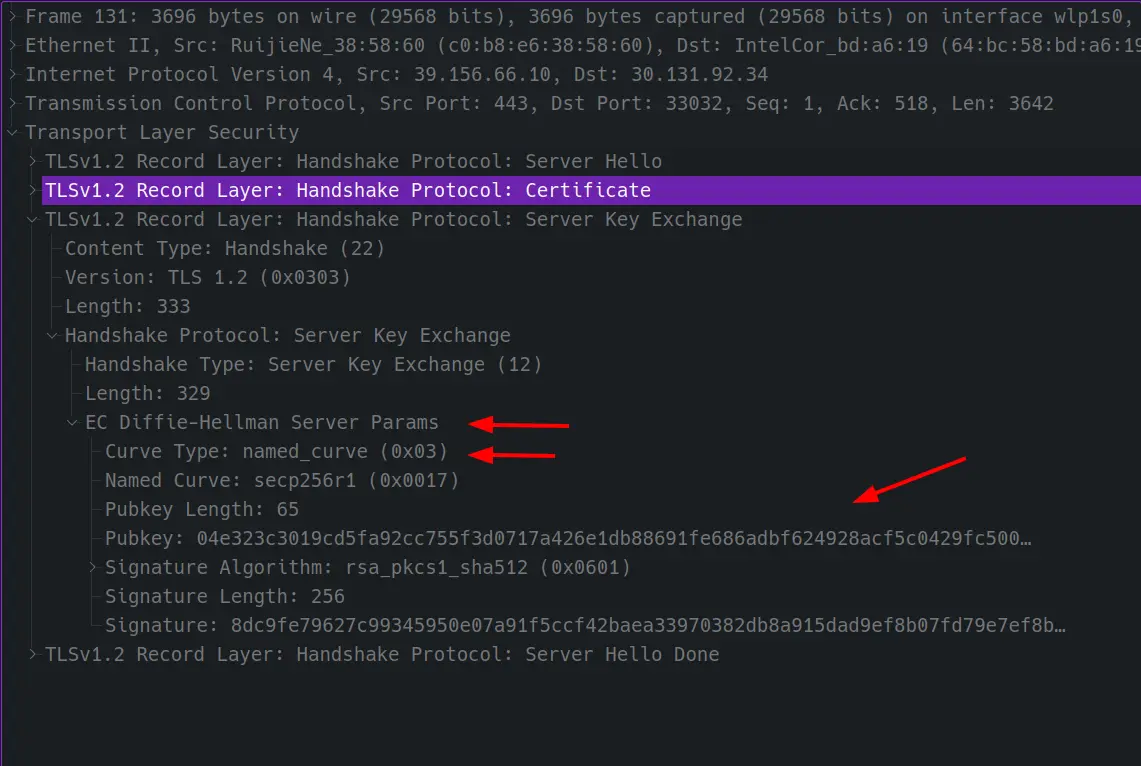 Frame 131: 3696 bytes on wire (29568 bits), 3696 bytes captured (29568 bits) on interface wlp1s0,
Ethernet II, Src: RuijieNe_38:58:60 (c0:b8:e6:38:58:60), Dst: IntelCor_bd:a6:19 (64:bc:58:bd:a6:19
Internet Protocol Version 4, Src: 39.156.66.10, Dst: 30.131.92.34
Transmission Control Protocol, Src Port: 443, Dst Port: 33032, Seq: 1, Ack: 518, Len: 3642
Transport Layer Security
TLSv1.2 Record Layer: Handshake Protocol: Server Hello
TLSv1.2 Record Layer: Handshake Protocol: Certificate
TLSv1.2 Record Layer: Handshake Protocol: Server Key Exchange
Content Type: Handshake (22)
Version: TLS 1.2 (0x0303)
Length: 333
Handshake Protocol: Server Key Exchange
Handshake Type: Server Key Exchange (12)
Length: 329
EC Diffie-Hellman Server Params
Curve Type: named_curve (0x03)
Named Curve: secp256r1 (0x0017)
Pubkey Length: 65
Pubkey: 04e323c3019cd5fa92cc755f3d0717a426e1db88691fe686adbf624928acf5c0429fc500…
Signature Algorithm: rsa_pkcs1_sha512 (0x0601)
Signature Length: 256
Signature: 8dc9fe79627c99345950e07a91f5ccf42baea33970382db8a915dad9ef8b07fd79e7ef8b…
TLSv1.2 Record Layer: Handshake Protocol: Server Hello Done